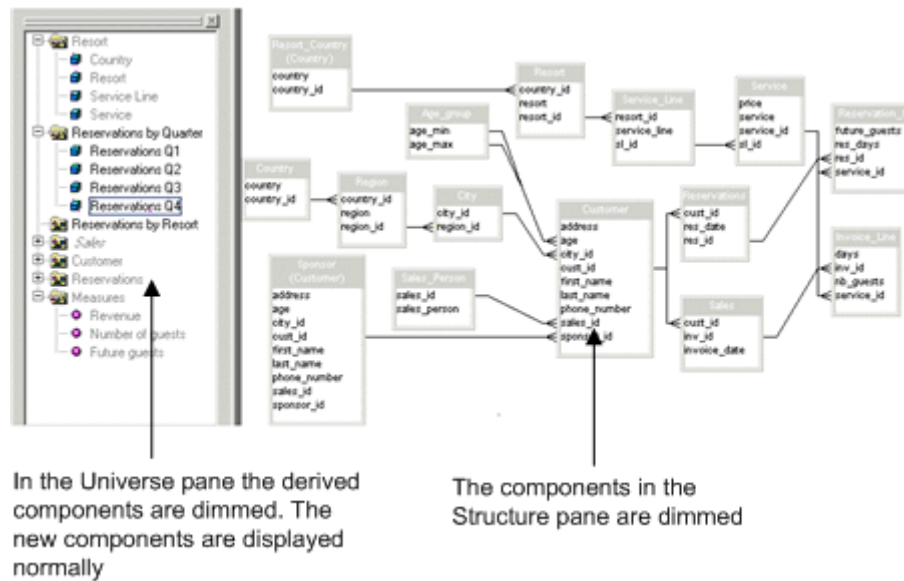 Resort
Country
Resort
Service Line
Service
Reservations by Quarter
Reservations Q1
Reservations Q2
Reservations Q3
Reservations Q4
Reservations by Resort
Sales
Customer
Reservations
Measures
Revenue
Number of guests
Future guests
Resort_Country
(Country)
country
country_id
Resort
country_id
resort
resort_id
Service_Line
resort_id
service_line
sl_id
Service
price
service
service_id
sl_id
future_guests
res_days
res_id
service_id
Age_group
age_min
age_max
Country
country
country_id
Region
country_id
region
region_id
City
city_id
region_id
Customer
address
age
city_id
cust_id
first_name
last_name
phone_number
sales_id
sponsor_id
Reservations
cust_id
res_date
res_id
Invoice_Line
days
inv_id
nb_guests
service_id
Sponsor
(Customer)
address
age
city_id
cust_id
first_name
last_name
phone_number
sales_id
sponsor_id
Sales_Person
sales_id
sales_person
Sales
cust_id
inv_id
invoice_date
In the Universe pane the derived
components are dimmed. The
new components are displayed
normally
The components in the
Structure pane are dimmed